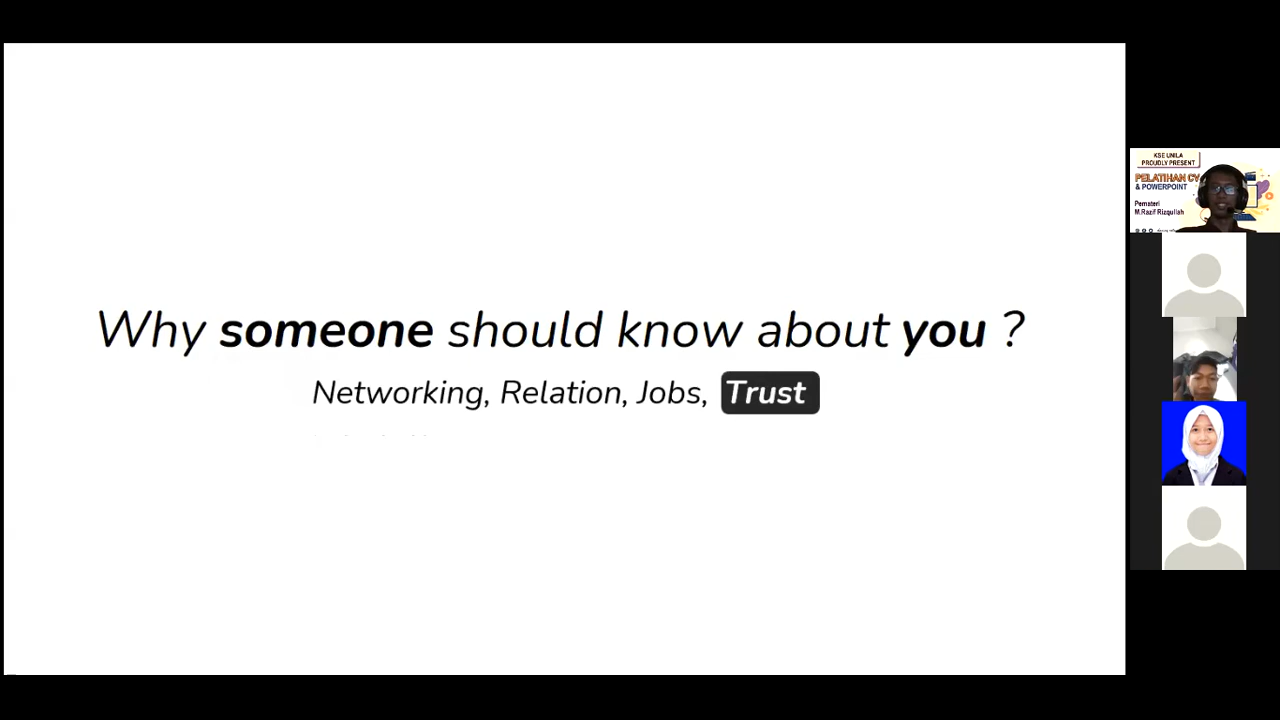 Why someone should know about you ?
Networking, Relation, Jobs, Trust
KSE UNILA
PROUDLY PRESENT
PELATIHAN CV
& POWERPOINT
Pemateri
M.Razif Rizqullah